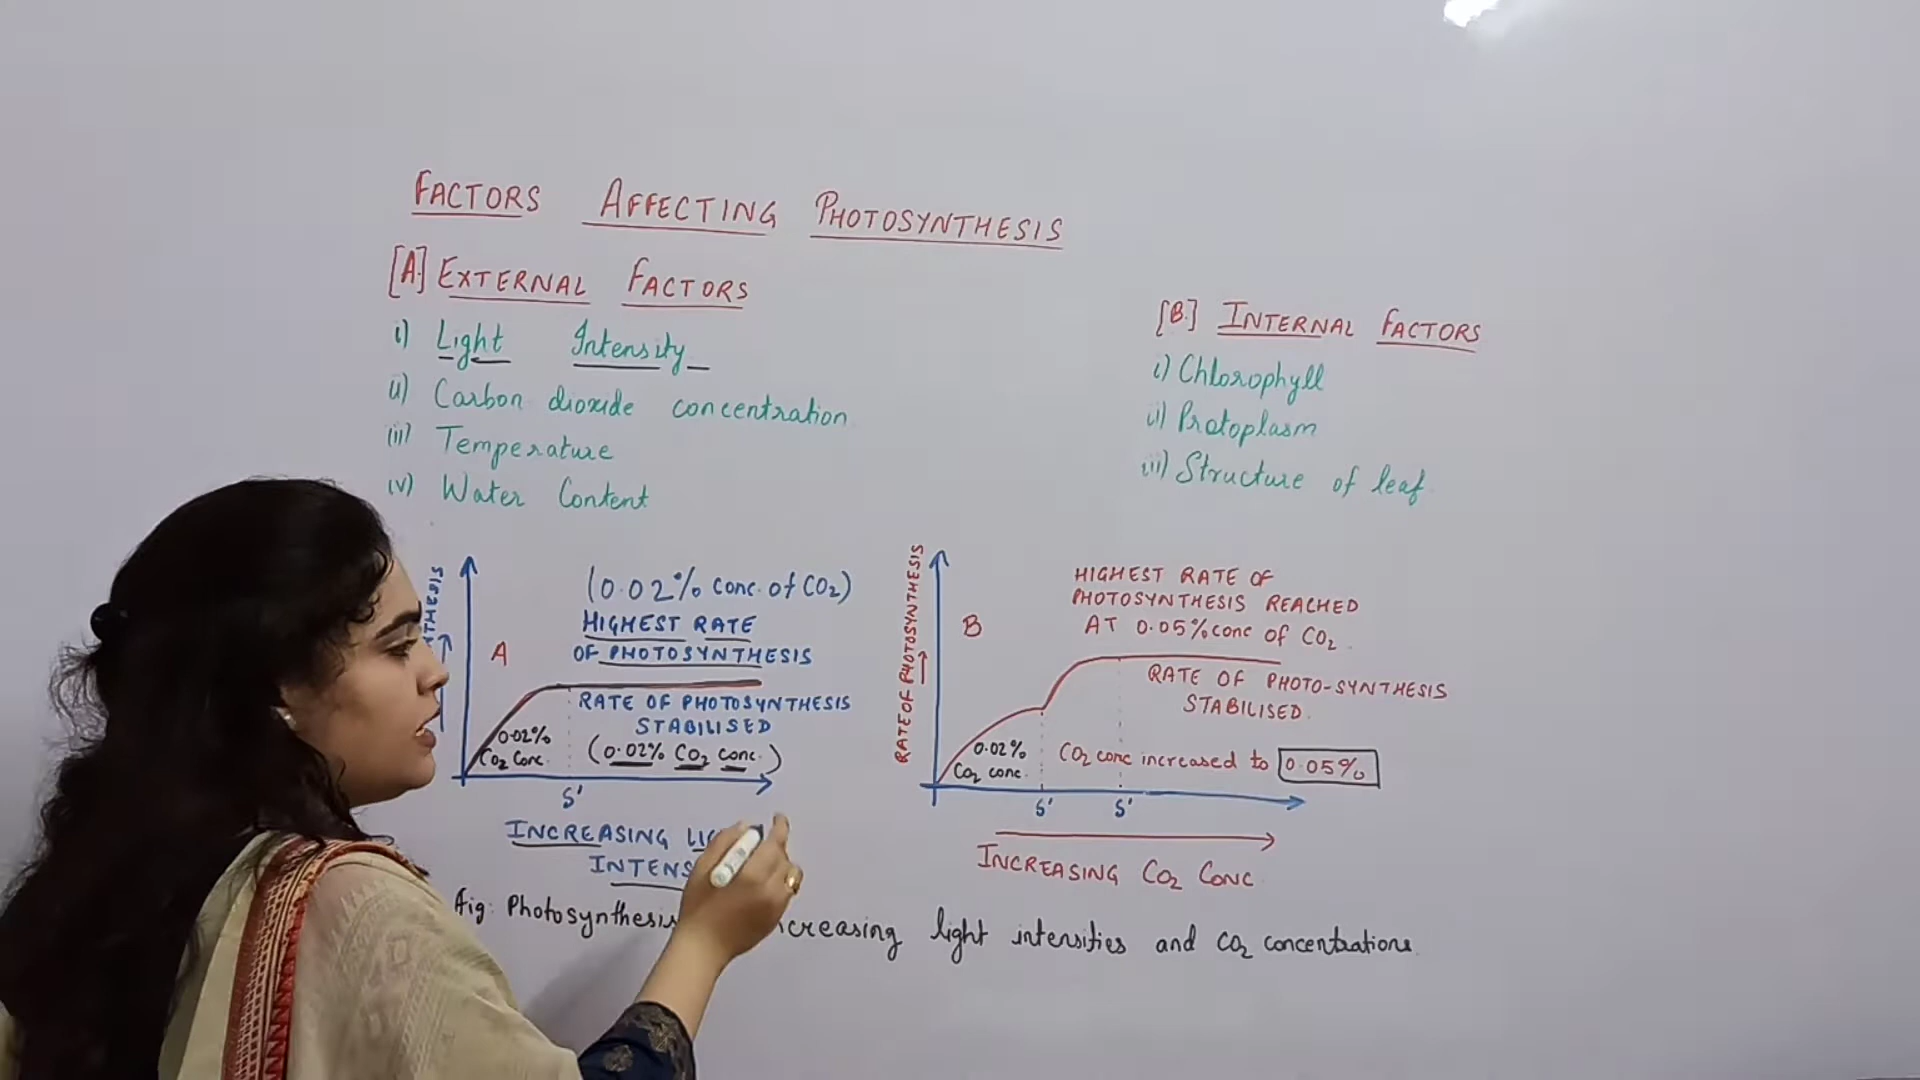 FACTORS AFFECTING PHOTOSYNTHESIS
[A.] EXTERNAL FACTORS
i) Light Intensity
ii) Carbon dioxide concentration
iii) Temperature
iv) Water Content
[B.] INTERNAL FACTORS
i) Chlorophyll
ii) Protoplasm
iii) Structure of leaf
(0.02% conc. of CO2)
HIGHEST RATE
OF PHOTOSYNTHESIS
A
RATE OF PHOTOSYNTHESIS
STABILISED
(0.02% CO2 conc.)
0.02%
CO2 conc.
S'
INCREASING
RATE OF PHOTOSYNTHESIS
B
HIGHEST RATE OF
PHOTOSYNTHESIS REACHED
AT 0.05% conc of CO2
RATE OF PHOTO-SYNTHESIS
STABILISED.
0.02%
CO2 conc.
CO2 conc increased to 0.05%
S' S'
INCREASING CO2 CONC
fig: Photosynthesis light intensities and CO2 concentrations.